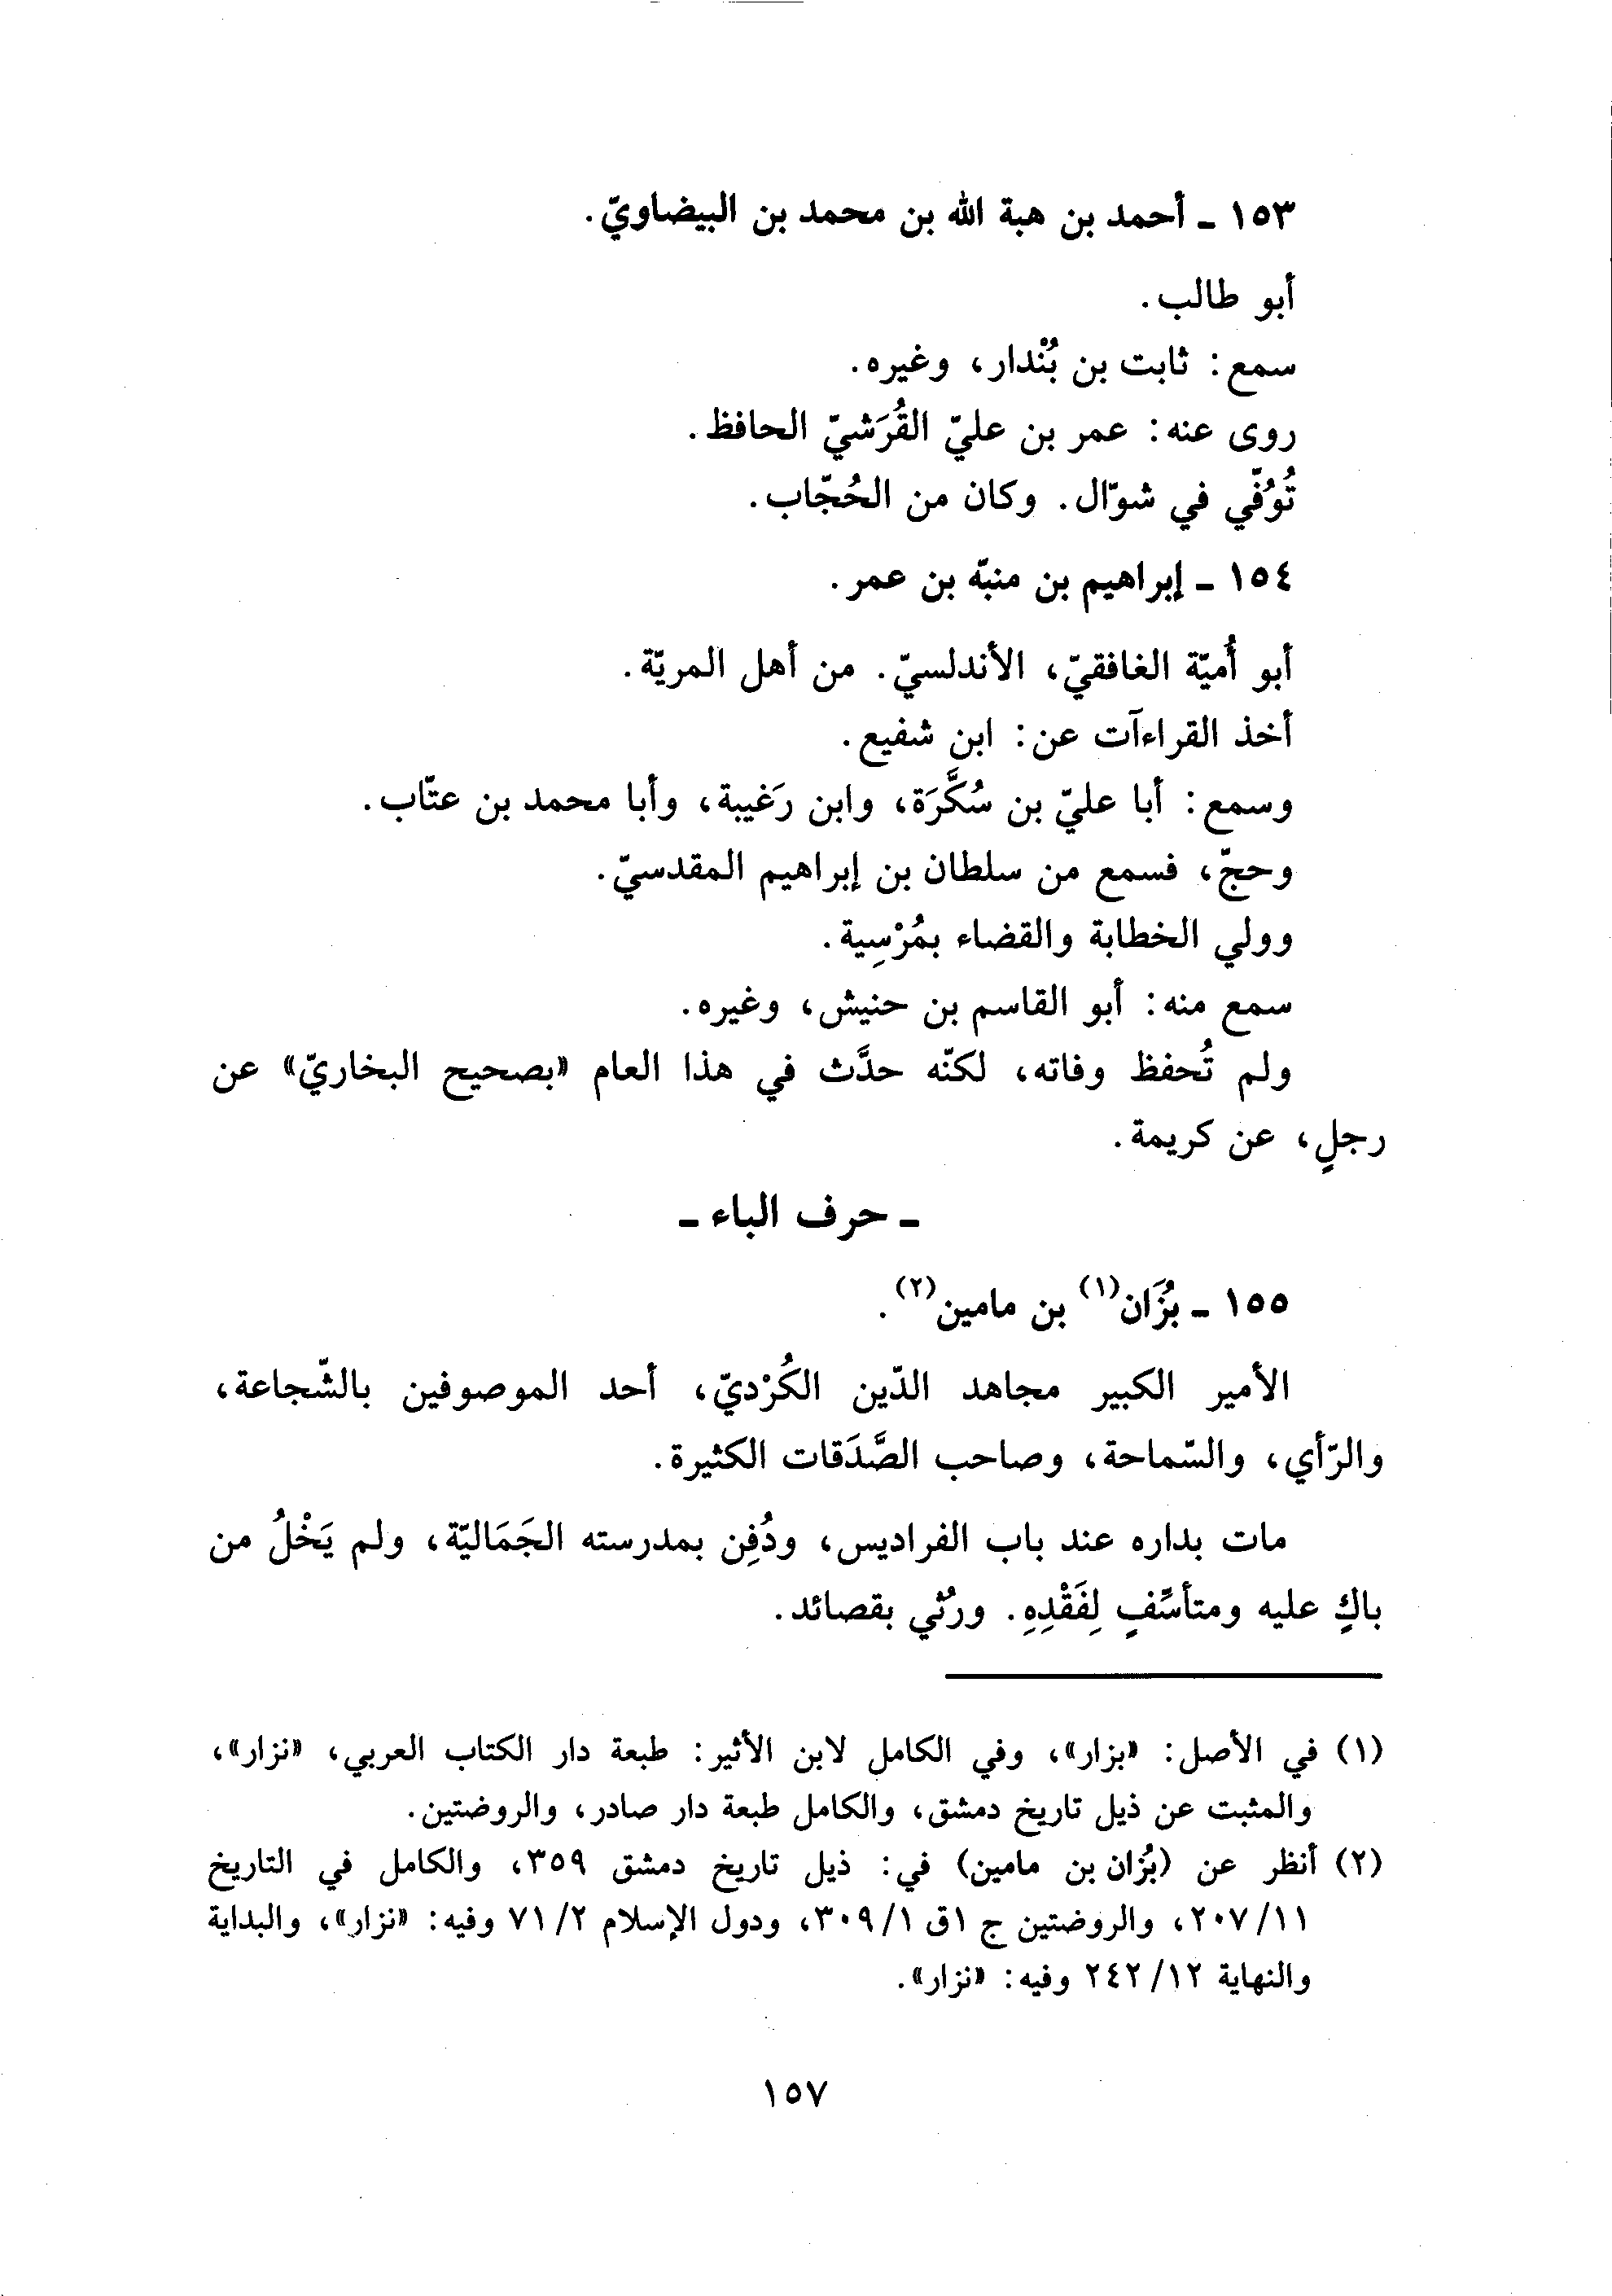 ١٥٣ - أحمد بن هبة الله بن محمد بن البيضاويّ.
أبو طالب.
سمع: ثابت بن بُنْدار، وغيره.
روى عنه: عمر بن عليّ القُرَشيّ الحافظ.
تُوُفّي في شوّال. وكان من الحُجّاب.
١٥٤ - إبراهيم بن منبّه بن عمر.
أبو أُميّة الغافقيّ، الأندلسيّ. من أهل المريّة.
أخذ القراءآت عن: ابن شفيع.
وسمع: أبا عليّ بن سُكَّرَة، وابن رَغيبة، وأبا محمد بن عتّاب.
وحجّ، فسمع من سلطان بن إبراهيم المقدسيّ.
وولي الخطابة والقضاء بمُرْسِية.
سمع منه: أبو القاسم بن حنيش، وغيره.
ولم تُحفظ وفاته، لكنّه حدَّث في هذا العام «بصحيح البخاريّ» عن
رجلٍ، عن كريمة.
- حرف الباء -
١٥٥ - بُزَان(١) بن مامين(٢).
الأمير الكبير مجاهد الدّين الكُرْديّ، أحد الموصوفين بالشّجاعة،
والرّأي، والسّماحة، وصاحب الصَّدَقات الكثيرة.
مات بداره عند باب الفراديس، ودُفِن بمدرسته الجَمَاليّة، ولم يَخْلُ من
باكٍ عليه ومتأسِّفٍ لِفَقْدِهِ. ورُثي بقصائد.
(١) في الأصل: «بزار»، وفي الكامل لابن الأثير: طبعة دار الكتاب العربي، «نزار»،
والمثبت عن ذيل تاريخ دمشق، والكامل طبعة دار صادر، والروضتين.
(٢) أنظر عن (بُزان بن مامين) في: ذيل تاريخ دمشق ٣٥٩، والكامل في التاريخ
١١/ ٢٠٧، والروضتين ج ١ق ١/ ٣٠٩، ودول الإسلام ٢/ ٧١ وفيه: «نزار»، والبداية
والنهاية ١٢/ ٢٤٢ وفيه: «نزار».
١٥٧